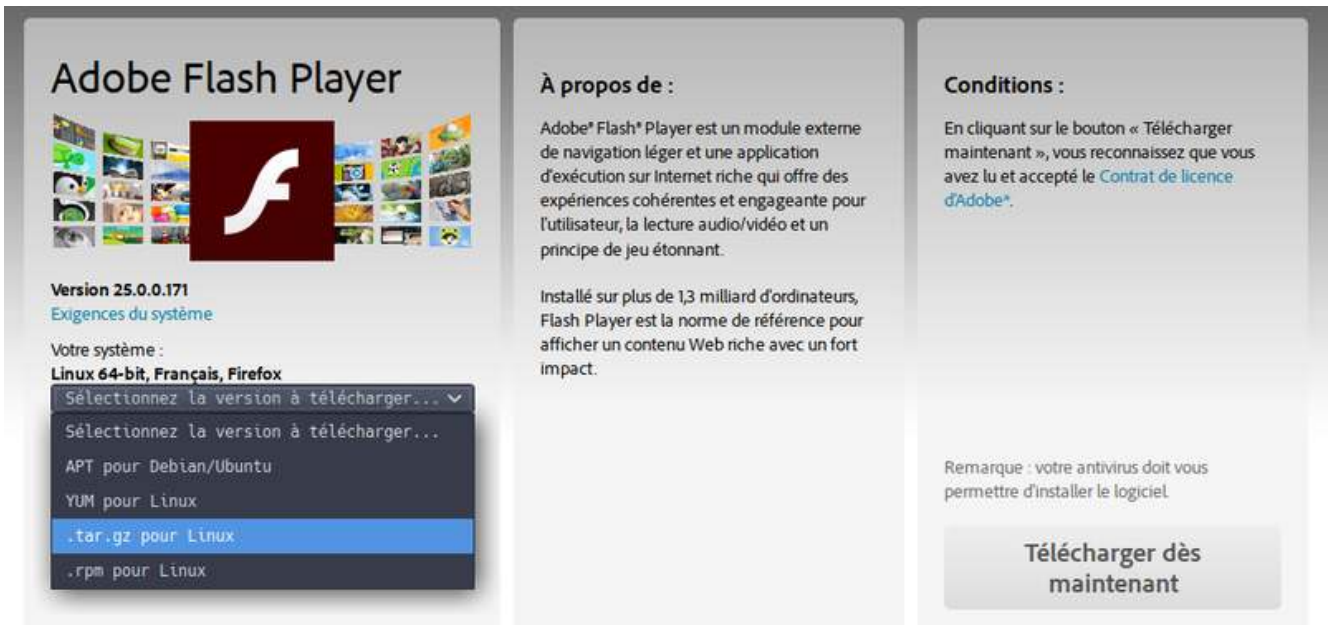 Adobe Flash Player
Version 25.0.0.171
Exigences du système
Votre système :
Linux 64-bit, Français, Firefox
Sélectionnez la version à télécharger...
Sélectionnez la version à télécharger...
APT pour Debian/Ubuntu
YUM pour Linux
.tar.gz pour Linux
.rpm pour Linux
À propos de :
Adobe® Flash® Player est un module externe
de navigation léger et une application
d'exécution sur Internet riche qui offre des
expériences cohérentes et engageante pour
l'utilisateur, la lecture audio/vidéo et un
principe de jeu étonnant.
Installé sur plus de 1,3 milliard d'ordinateurs,
Flash Player est la norme de référence pour
afficher un contenu Web riche avec un fort
impact.
Conditions :
En cliquant sur le bouton « Télécharger
maintenant », vous reconnaissez que vous
avez lu et accepté le Contrat de licence
d'Adobe®.
Remarque : votre antivirus doit vous
permettre d'installer le logiciel.
Télécharger dès
maintenant